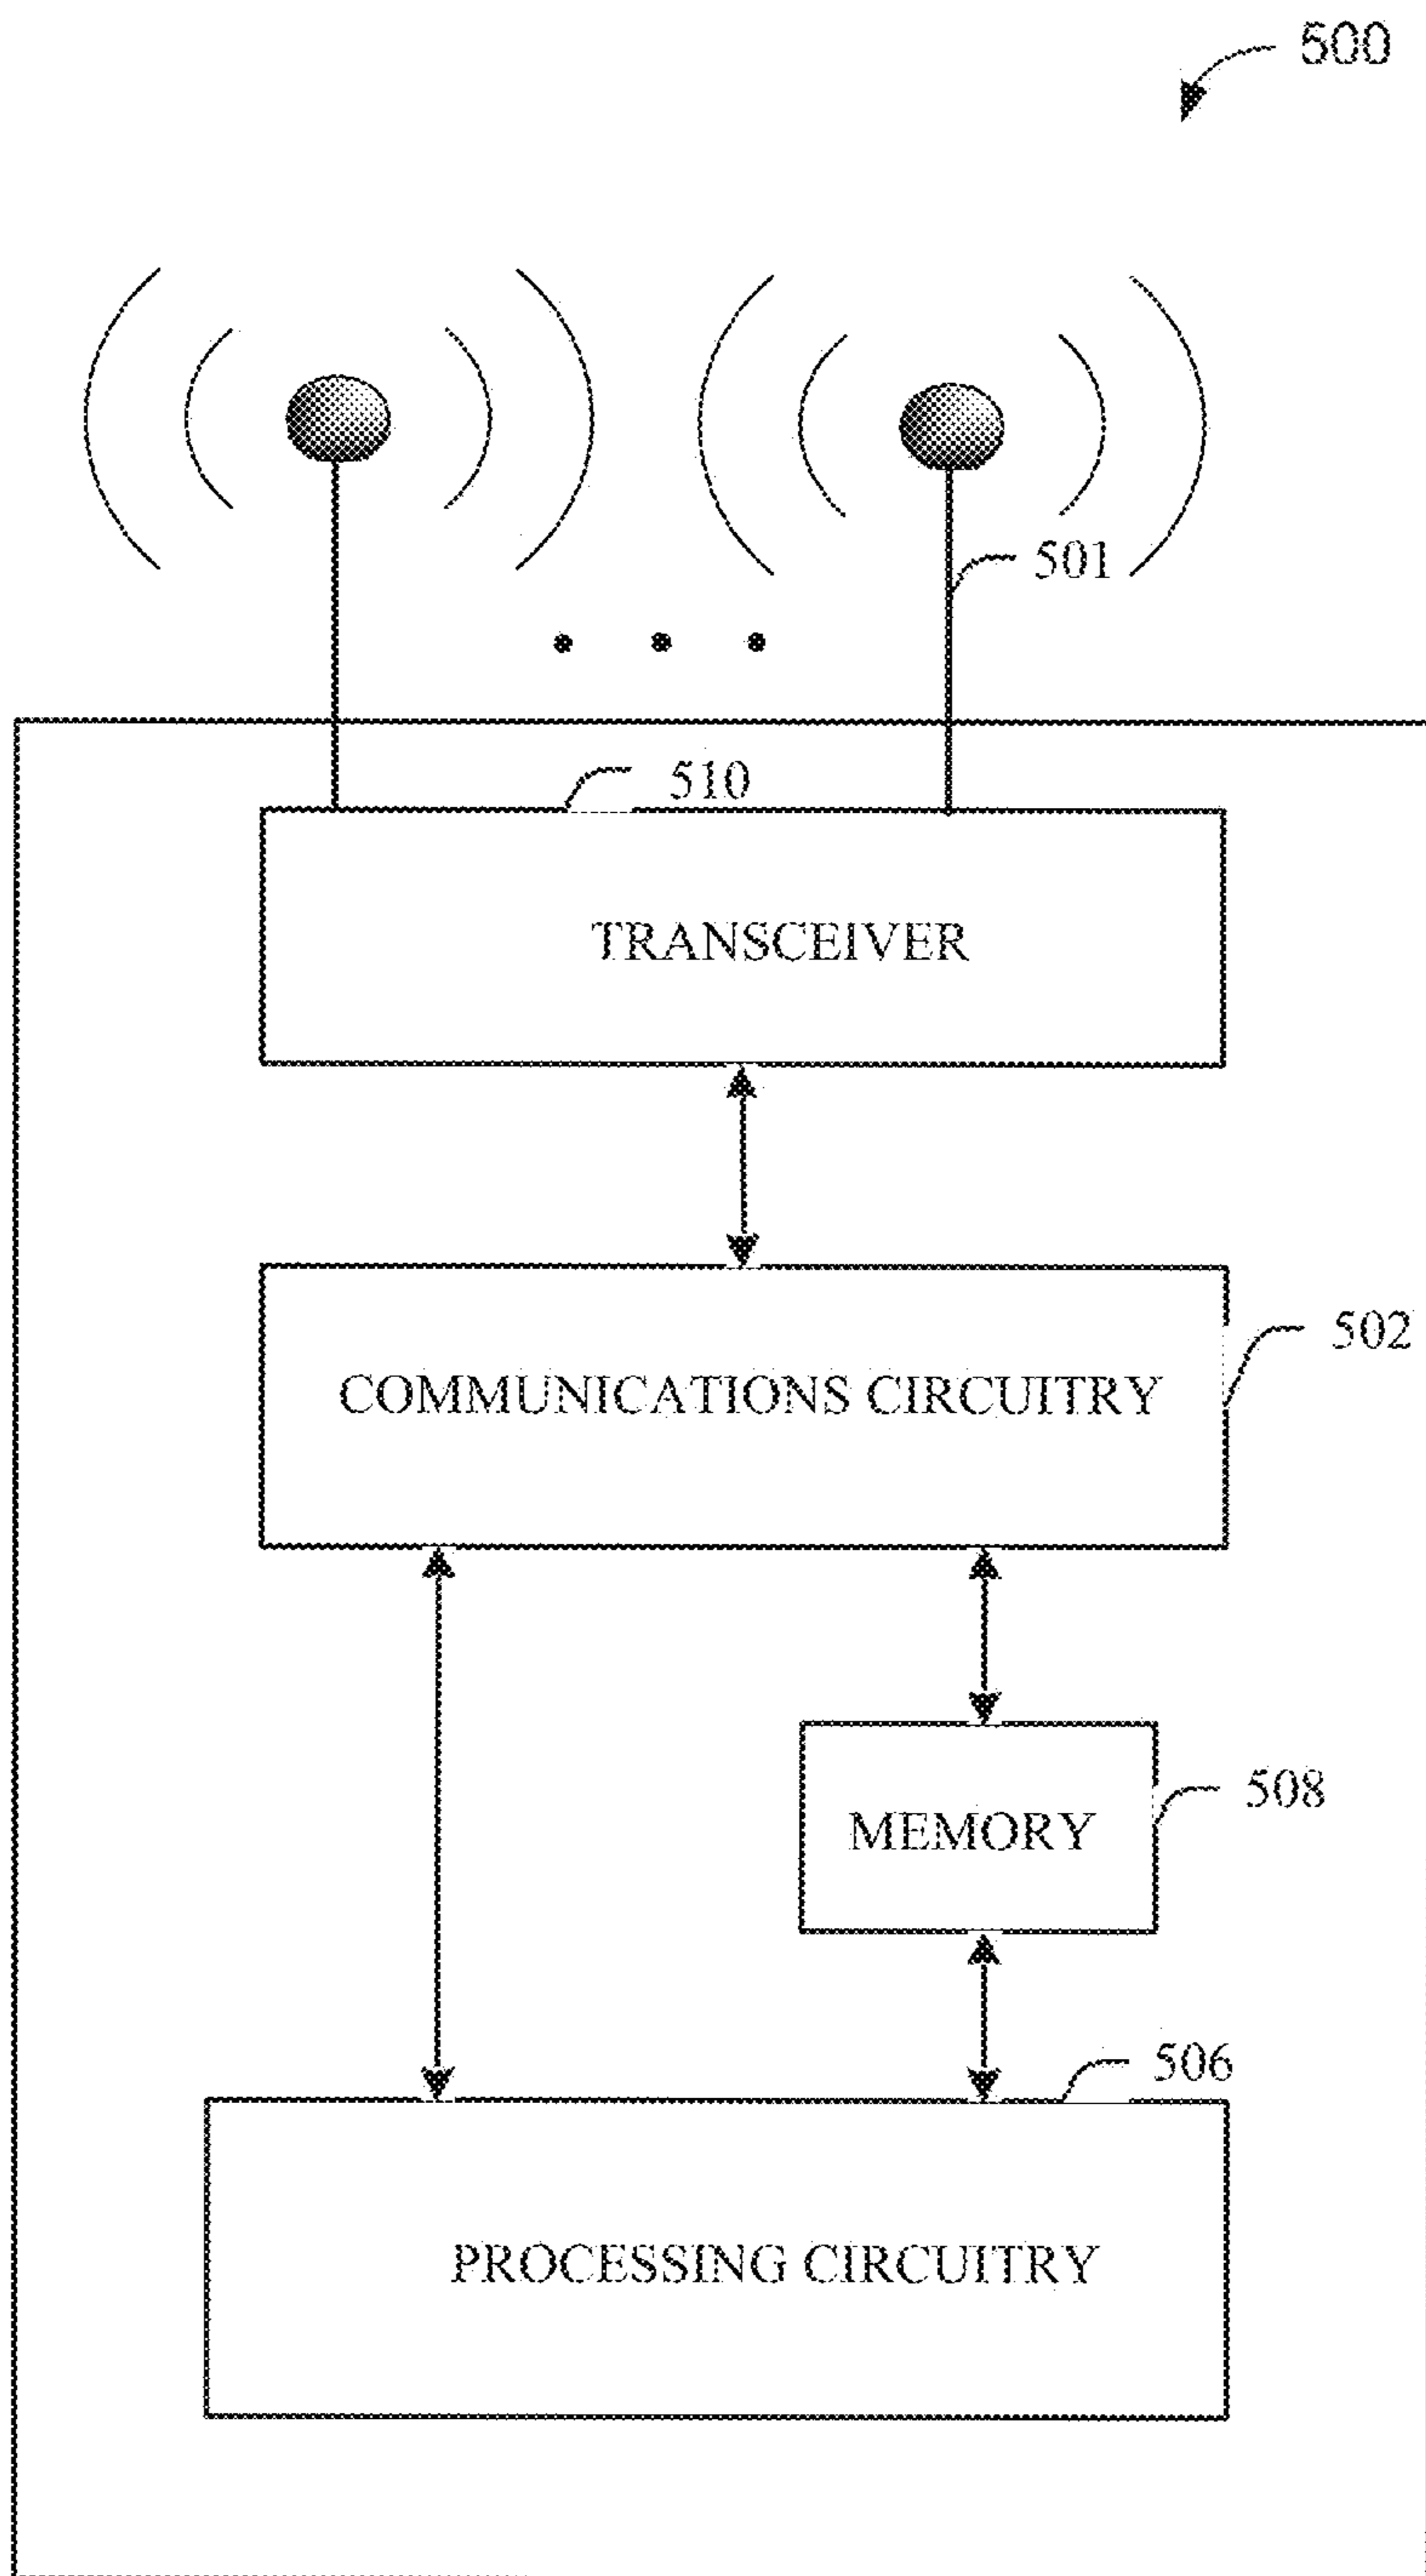 500
501
510
TRANSCEIVER
502
COMMUNICATIONS CIRCUITRY
508
MEMORY
506
PROCESSING CIRCUITRY